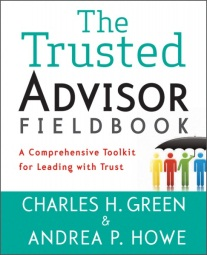 The
Trusted
ADVISOR
FIELDBOOK
A Comprehensive Toolkit
for Leading with Trust
CHARLES H. GREEN
&
ANDREA P. HOWE